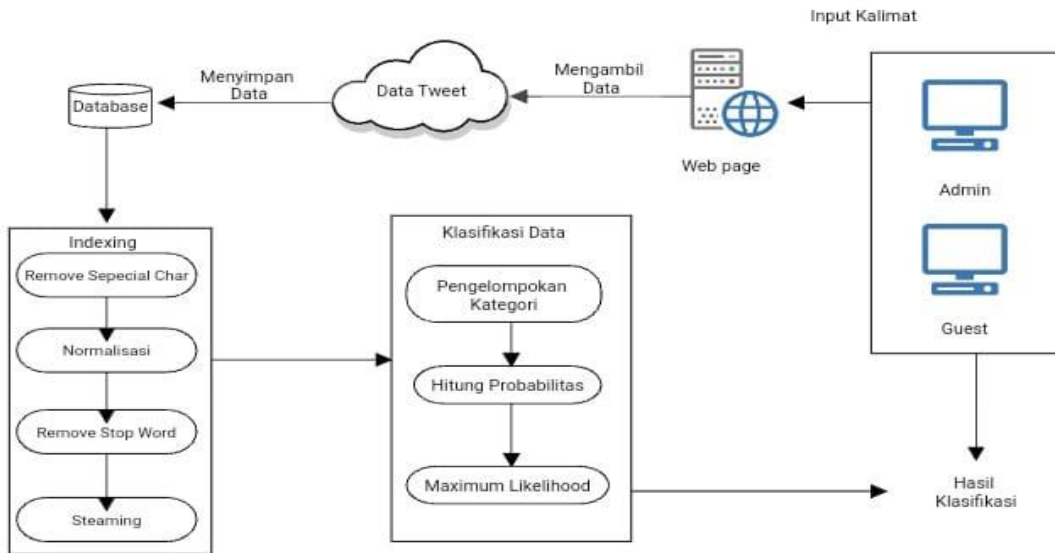 Input Kalimat
Menyimpan
Data
Data Tweet
Mengambil
Data
Database
Web page
Admin
Guest
Indexing
Remove Sepecial Char
Normalisasi
Remove Stop Word
Steaming
Klasifikasi Data
Pengelompokan
Kategori
Hitung Probabilitas
Maximum Likelihood
Hasil
Klasifikasi